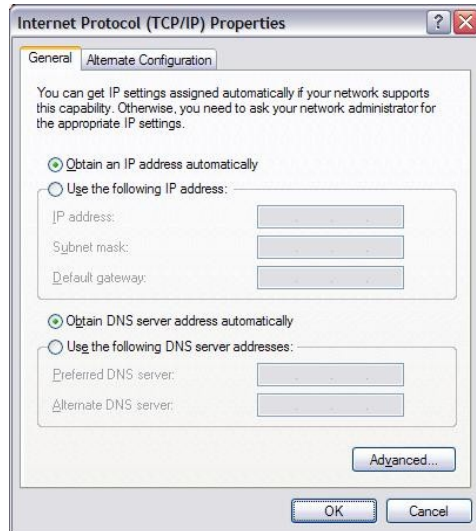 Internet Protocol (TCP/IP) Properties
General
Alternate Configuration
You can get IP settings assigned automatically if your network supports
this capability. Otherwise, you need to ask your network administrator for
the appropriate IP settings.
Obtain an IP address automatically
Use the following IP address:
IP address:
Subnet mask:
Default gateway:
Obtain DNS server address automatically
Use the following DNS server addresses:
Preferred DNS server:
Alternate DNS server:
Advanced...
OK
Cancel